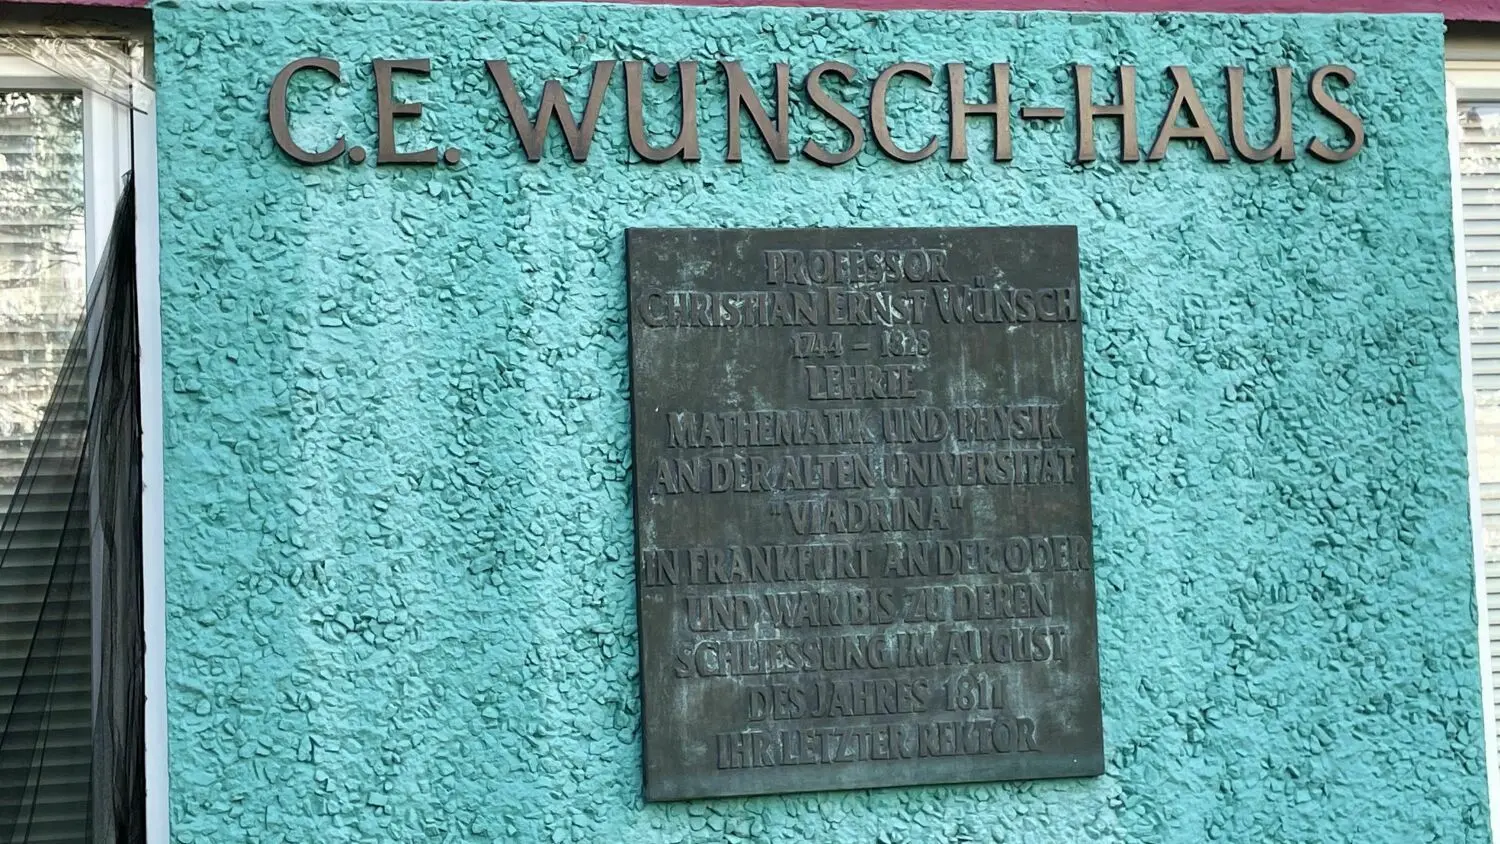 C.E. WÜNSCH-HAUS
PROFESSOR
CHRISTIAN ERNST WÜNSCH
1744 – 1828
LEHRTE
MATHEMATIK UND PHYSIK
AN DER ALTEN UNIVERSITÄT
"VIADRINA"
IN FRANKFURT AN DER ODER
UND WAR BIS ZU DEREN
SCHLIESSUNG IM AUGUST
DES JAHRES 1811
IHR LETZTER REKTOR